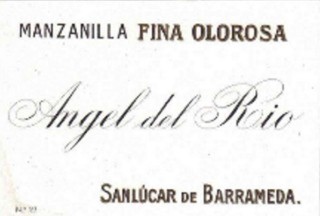 MANZANILLA FINA OLOROSA
Angel del Rio
SANLÚCAR DE BARRAMEDA.